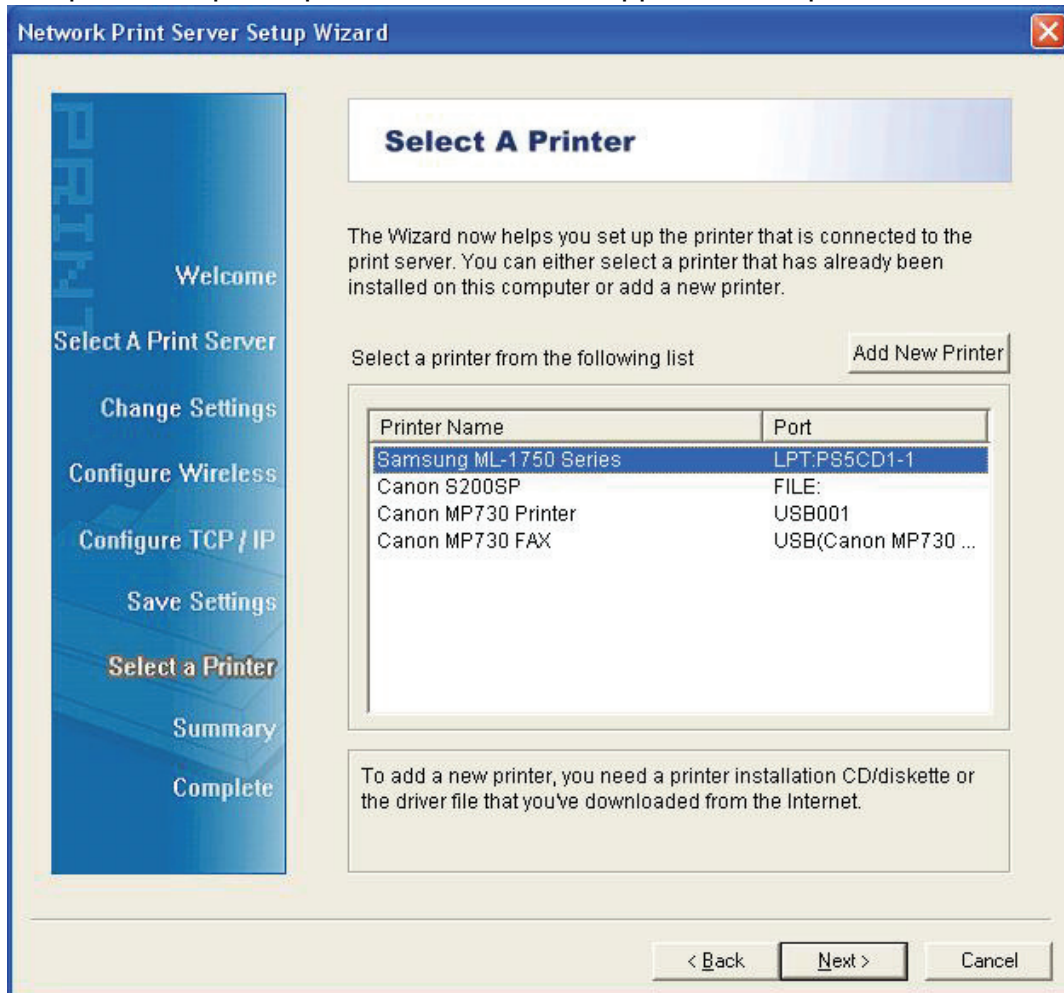 Network Print Server Setup Wizard
PRINT
Welcome
Select A Print Server
Change Settings
Configure Wireless
Configure TCP / IP
Save Settings
Select a Printer
Summary
Complete
Select A Printer
The Wizard now helps you set up the printer that is connected to the
print server. You can either select a printer that has already been
installed on this computer or add a new printer.
Select a printer from the following list
Add New Printer
Printer Name Port
Samsung ML-1750 Series LPT:PS5CD1-1
Canon S200SP FILE:
Canon MP730 Printer USB001
Canon MP730 FAX USB(Canon MP730 ...
To add a new printer, you need a printer installation CD/diskette or
the driver file that you've downloaded from the Internet.
< Back Next > Cancel